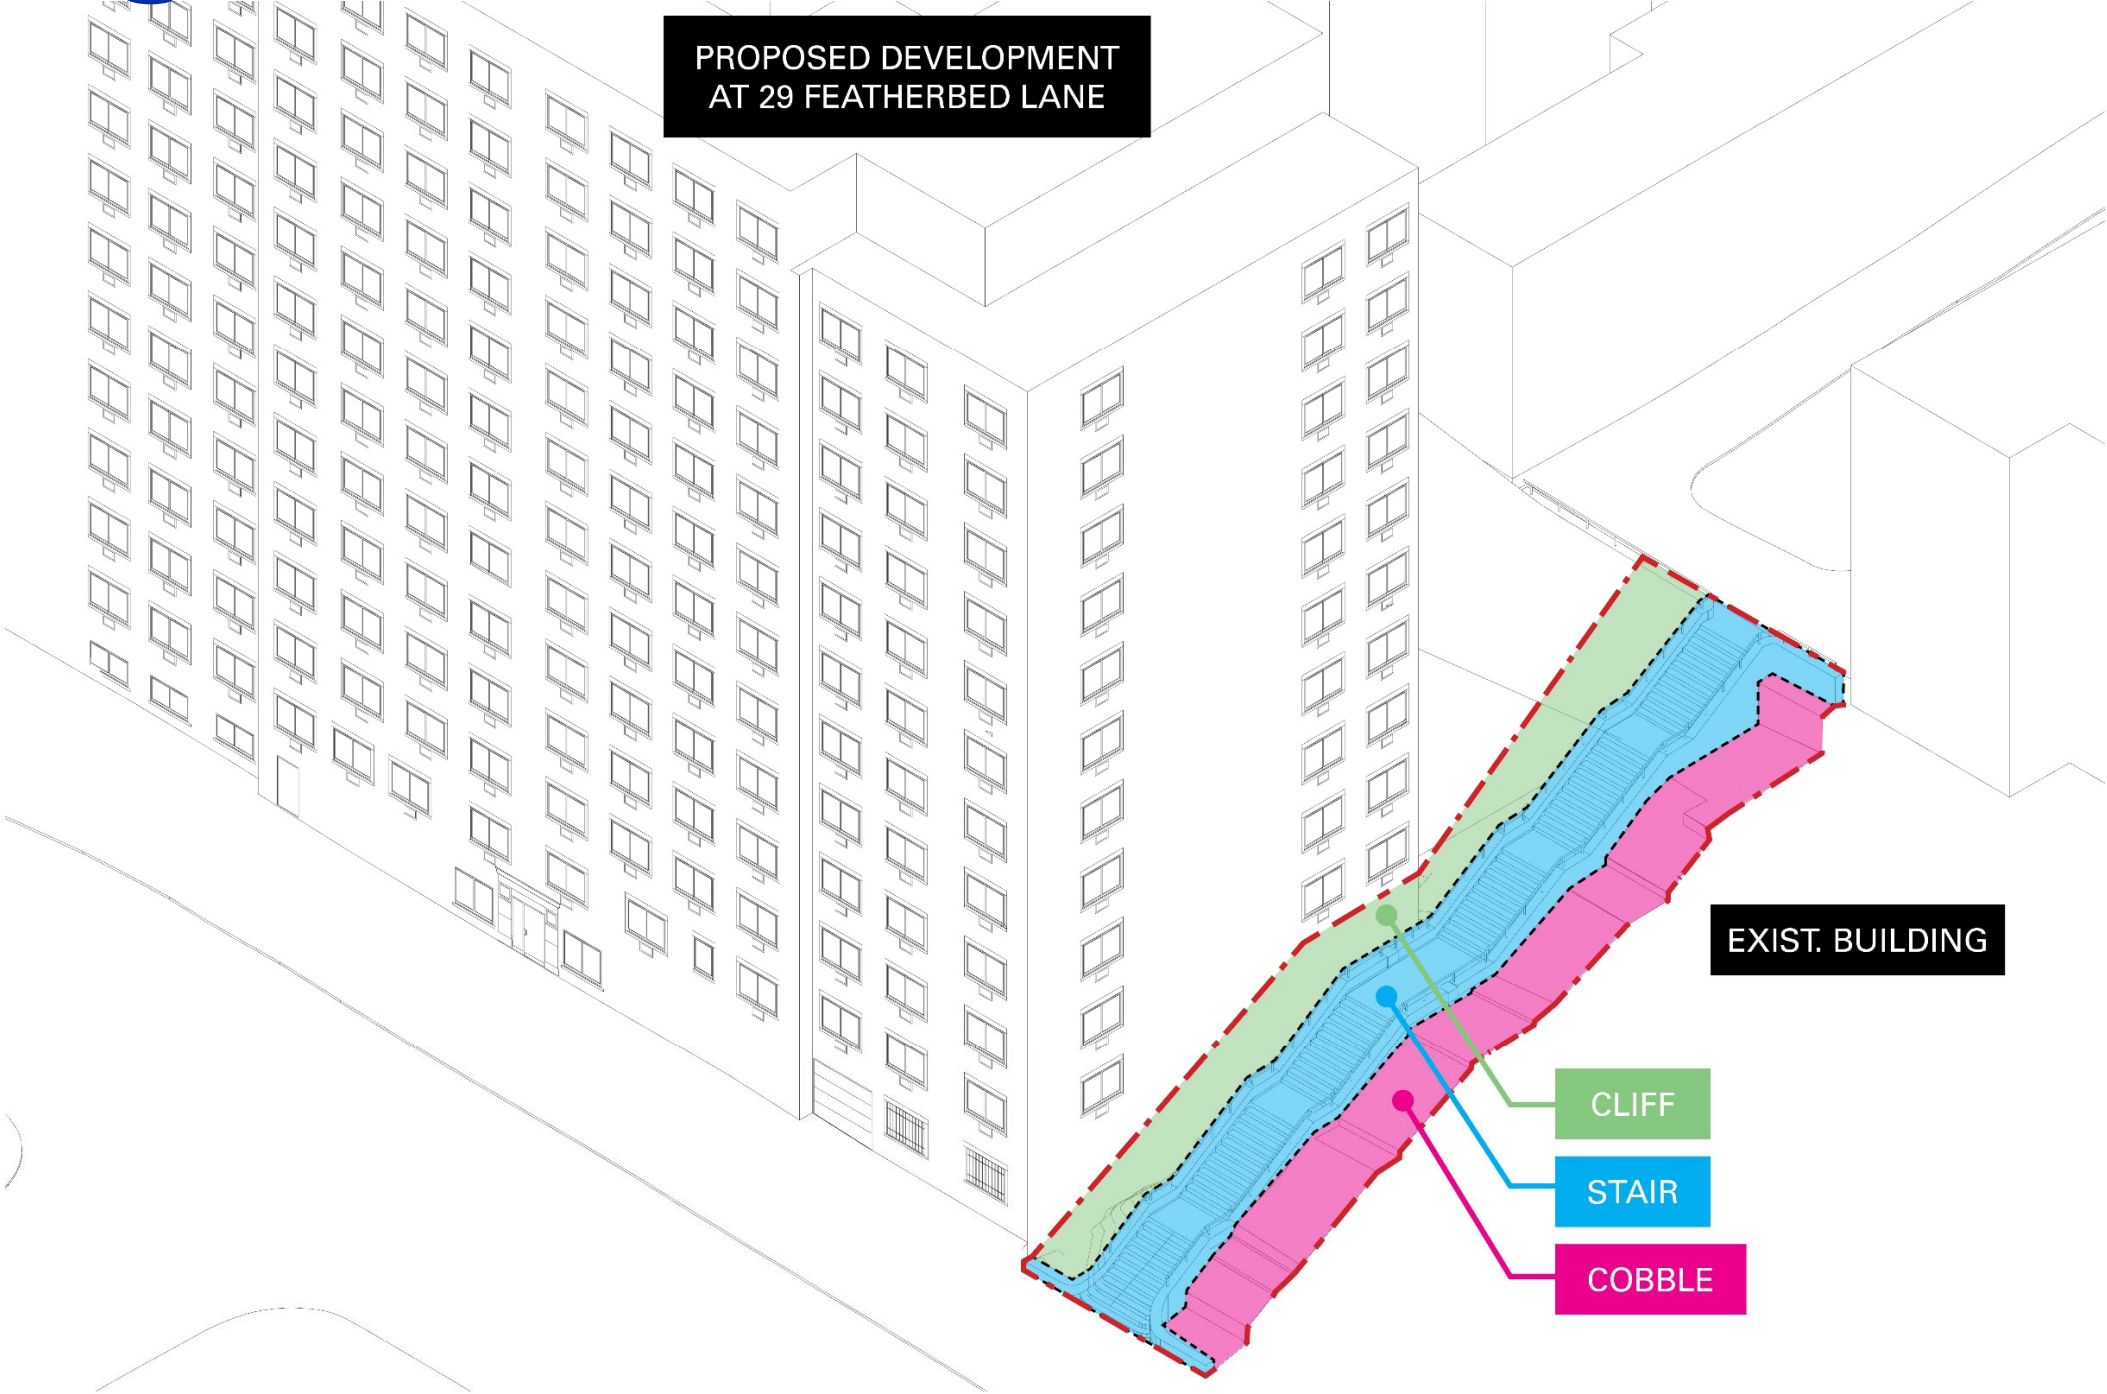 PROPOSED DEVELOPMENT
AT 29 FEATHERBED LANE
EXIST. BUILDING
CLIFF
STAIR
COBBLE